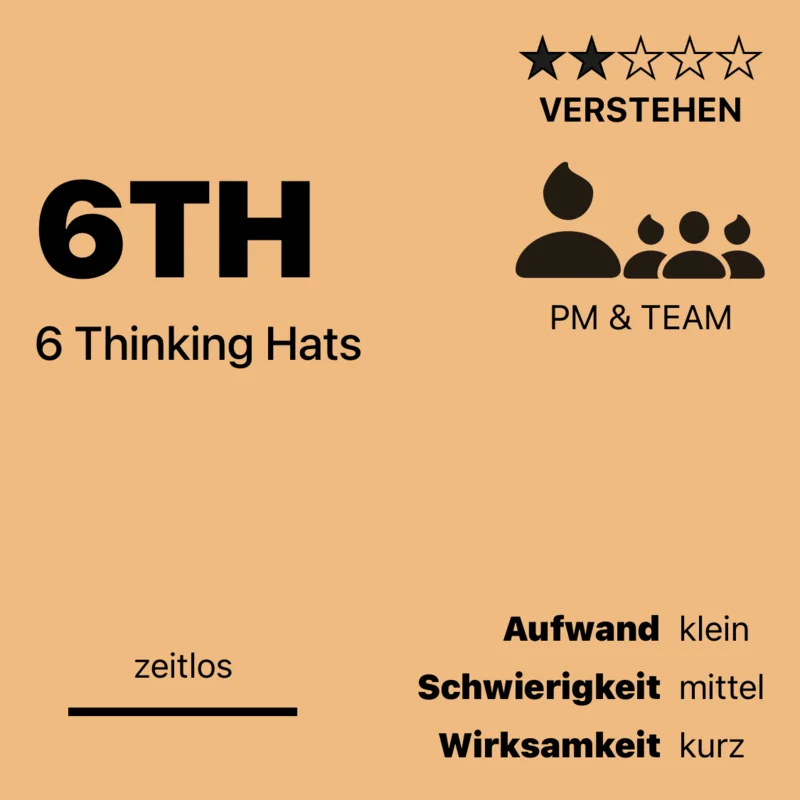 ★★☆☆☆
VERSTEHEN
6TH
6 Thinking Hats
PM & TEAM
zeitlos
Aufwand klein
Schwierigkeit mittel
Wirksamkeit kurz